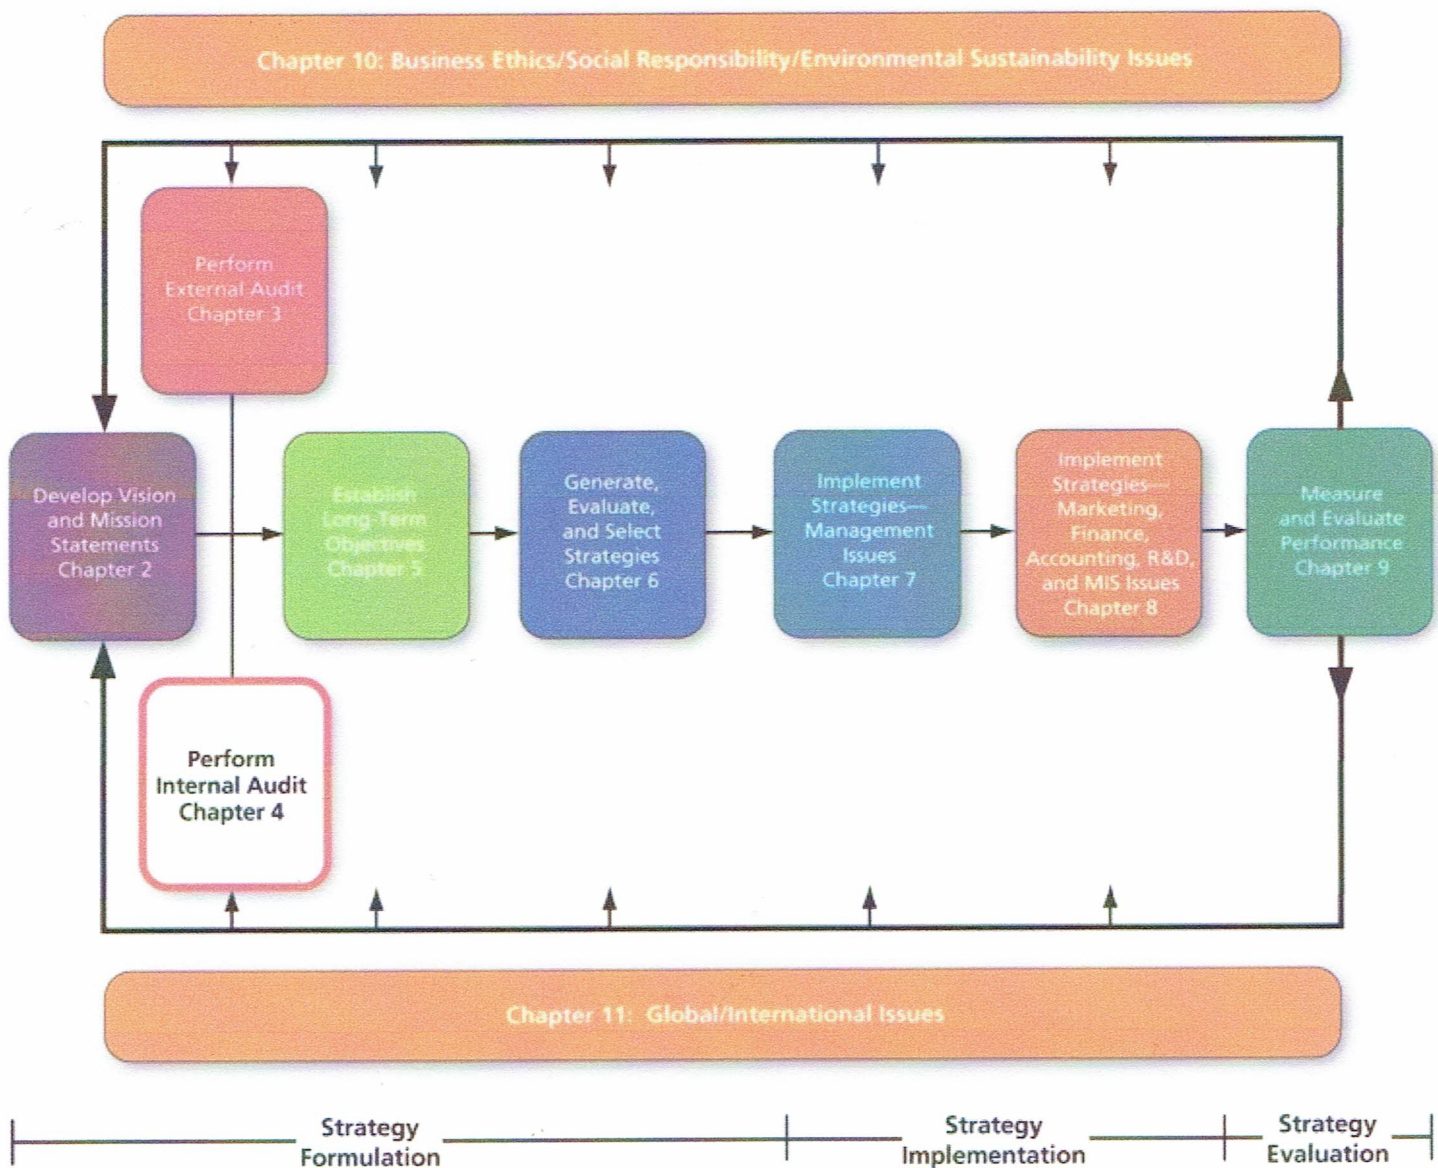 Chapter 10: Business Ethics/Social Responsibility/Environmental Sustainability Issues
Perform
External Audit
Chapter 3
Develop Vision
and Mission
Statements
Chapter 2
Establish
Long-Term
Objectives
Chapter 5
Generate,
Evaluate,
and Select
Strategies
Chapter 6
Implement
Strategies—
Management
Issues
Chapter 7
Implement
Strategies—
Marketing,
Finance,
Accounting, R&D,
and MIS Issues
Chapter 8
Measure
and Evaluate
Performance
Chapter 9
Perform
Internal Audit
Chapter 4
Chapter 11: Global/International Issues
Strategy
Formulation
Strategy
Implementation
Strategy
Evaluation